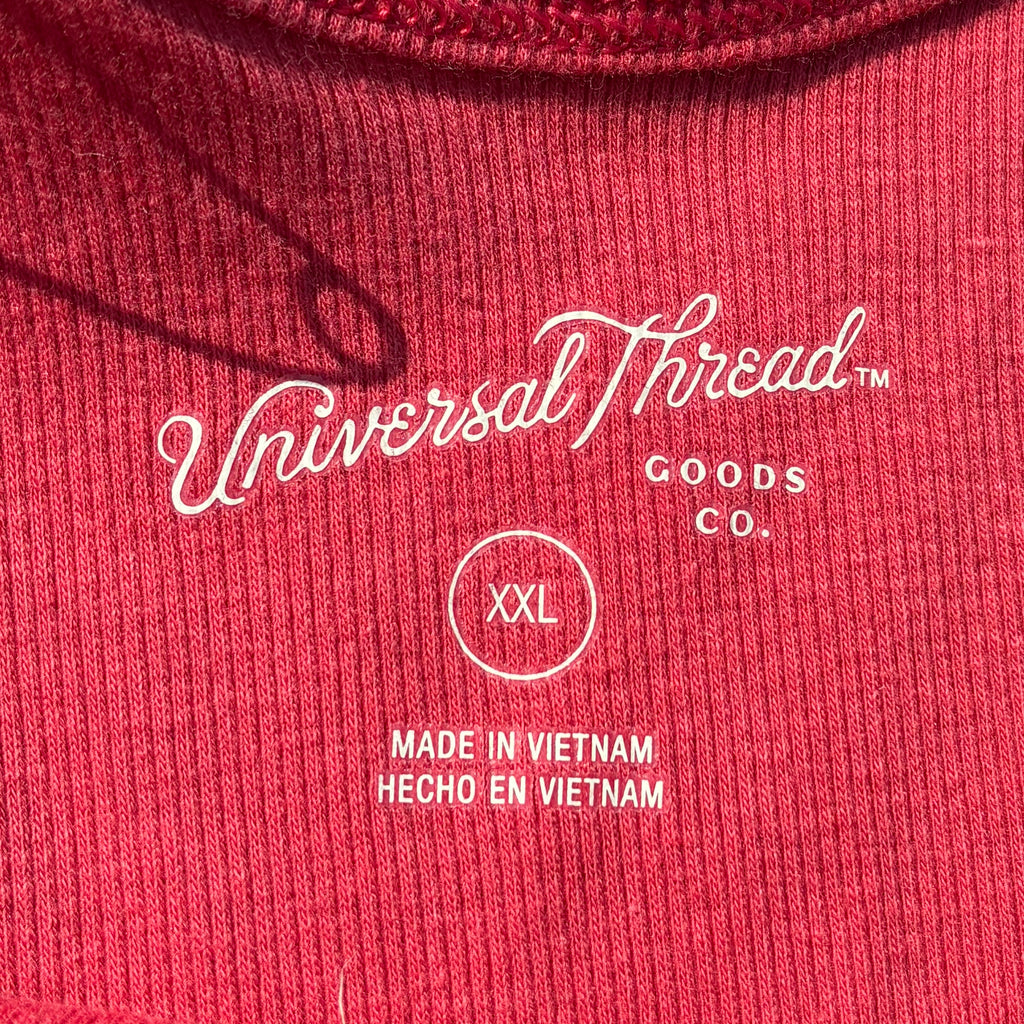 Universal Thread™
GOODS
CO.
XXL
MADE IN VIETNAM
HECHO EN VIETNAM